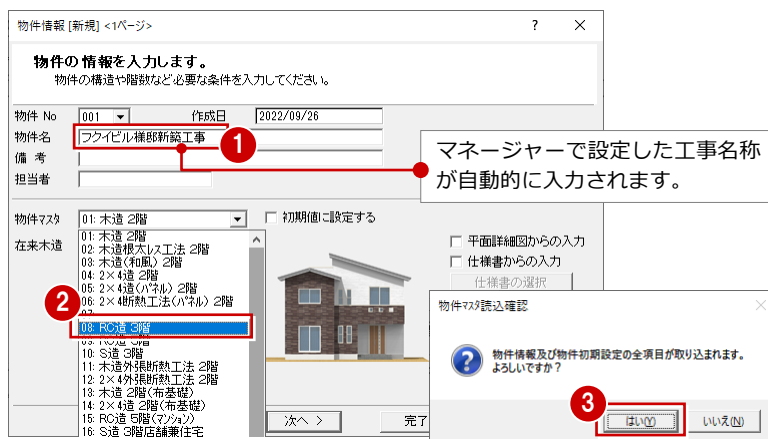 物件情報 [新規] <1ページ>
? ×
物件の情報を入力します。
物件の構造や階数など必要な条件を入力してください。
物件 No 001 作成日 2022/09/26
物件名 フクイビル様邸新築工事
1
備 考
担当者
マネージャーで設定した工事名称
が自動的に入力されます。
物件マスタ 01: 木造 2階 初期値に設定する
在来木造
01: 木造 2階
02: 木造根太レス工法 2階
03: 木造(和風) 2階
04: 2×4造 2階
05: 2×4造(パネル) 2階
06: 2×4断熱工法(パネル) 2階
07:
2
08: RC造 3階
09: RC造 3階
10: S造 3階
11: 木造外張断熱工法 2階
12: 2×4外張断熱工法 2階
13: 木造 2階(布基礎)
14: 2×4造 2階(布基礎)
15: RC造 5階(マンション)
16: S造 3階店舗兼住宅
平面詳細図からの入力
仕様書からの入力
仕様書の選択
次へ >
完了
物件マスタ読込確認
物件情報及び物件初期設定の全項目が取り込まれます。
よろしいですか?
3
はい(Y)
いいえ(N)